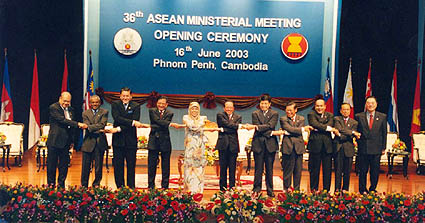 36th ASEAN MINISTERIAL MEETING
OPENING CEREMONY
16th June 2003
Phnom Penh, Cambodia